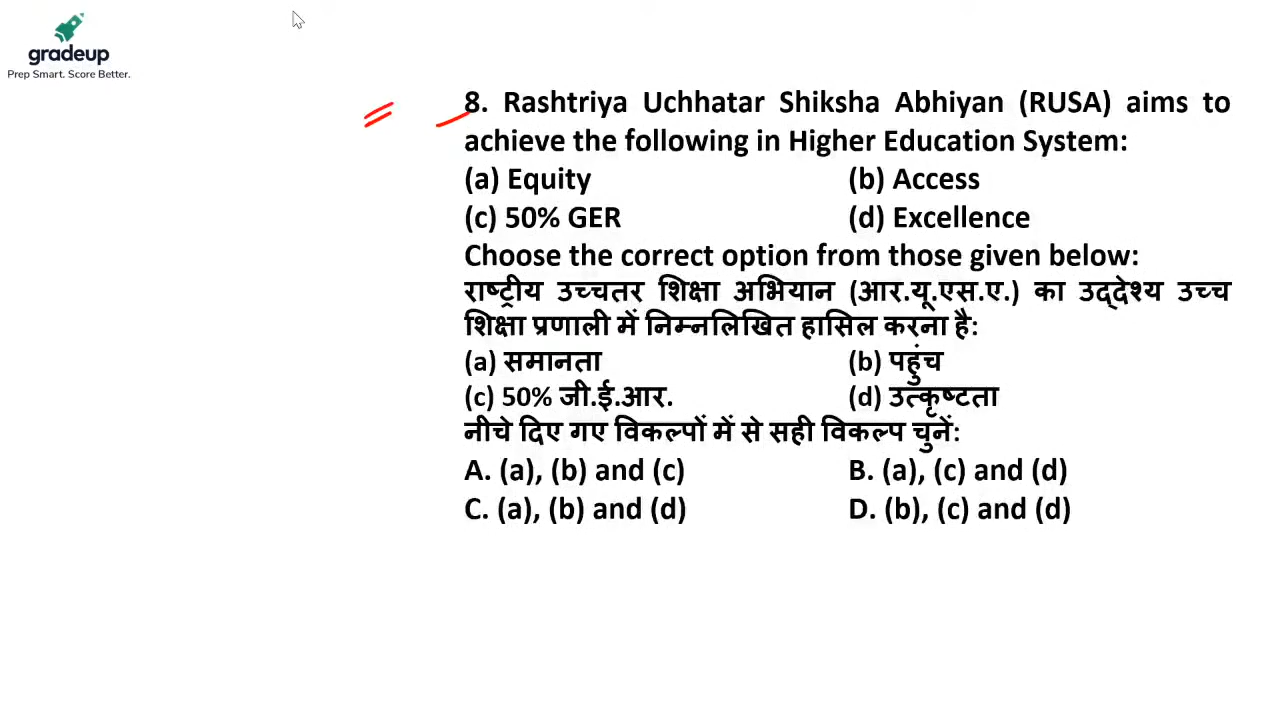 gradeup
Prep Smart. Score Better.
8. Rashtriya Uchhatar Shiksha Abhiyan (RUSA) aims to
achieve the following in Higher Education System:
(a) Equity (b) Access
(c) 50% GER (d) Excellence
Choose the correct option from those given below:
राष्ट्रीय उच्चतर शिक्षा अभियान (आर.यू.एस.ए.) का उद्देश्य उच्च
शिक्षा प्रणाली में निम्नलिखित हासिल करना है:
(a) समानता (b) पहुंच
(c) 50% जी.ई.आर. (d) उत्कृष्टता
नीचे दिए गए विकल्पों में से सही विकल्प चुनें:
A. (a), (b) and (c) B. (a), (c) and (d)
C. (a), (b) and (d) D. (b), (c) and (d)